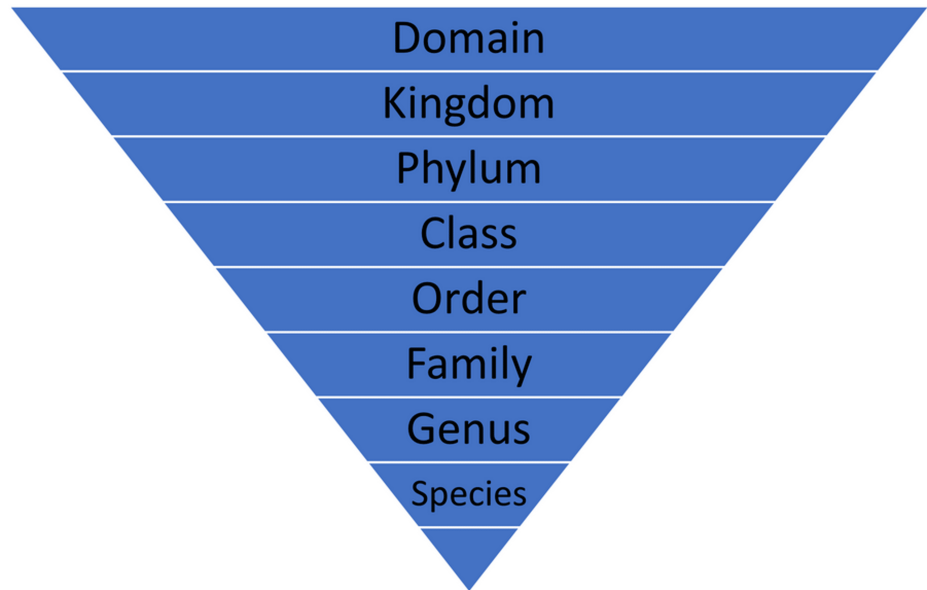 Domain
Kingdom
Phylum
Class
Order
Family
Genus
Species